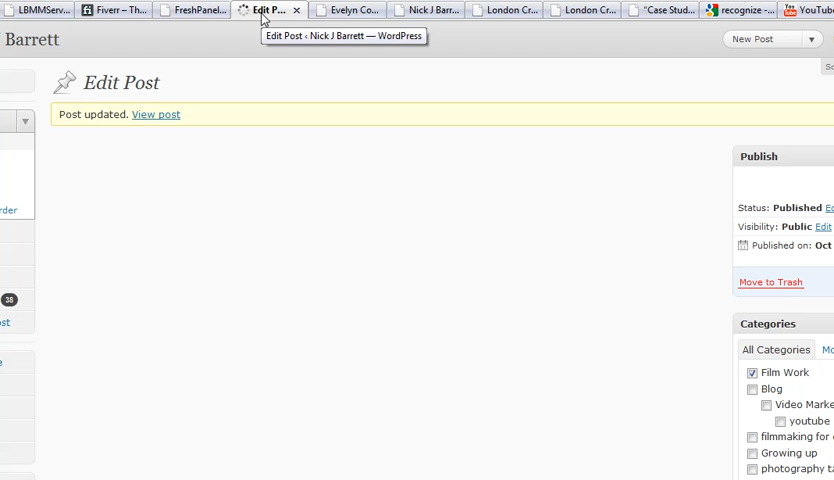 LBMMServ... Fiverr – Th... FreshPanel... Edit P... Evelyn Co... Nick J Barr... London Cr... London Cr... "Case Stud... recognize -... YouTu
Edit Post ‹ Nick J Barrett — WordPress
Barrett
New Post
Edit Post
Post updated. View post
Publish
rder
Status: Published Ed
Visibility: Public Edit
Published on: Oct
Move to Trash
38
ost
Categories
All Categories Mo
e
Film Work
Blog
Video Marke
youtube
filmmaking for
Growing up
photography ta